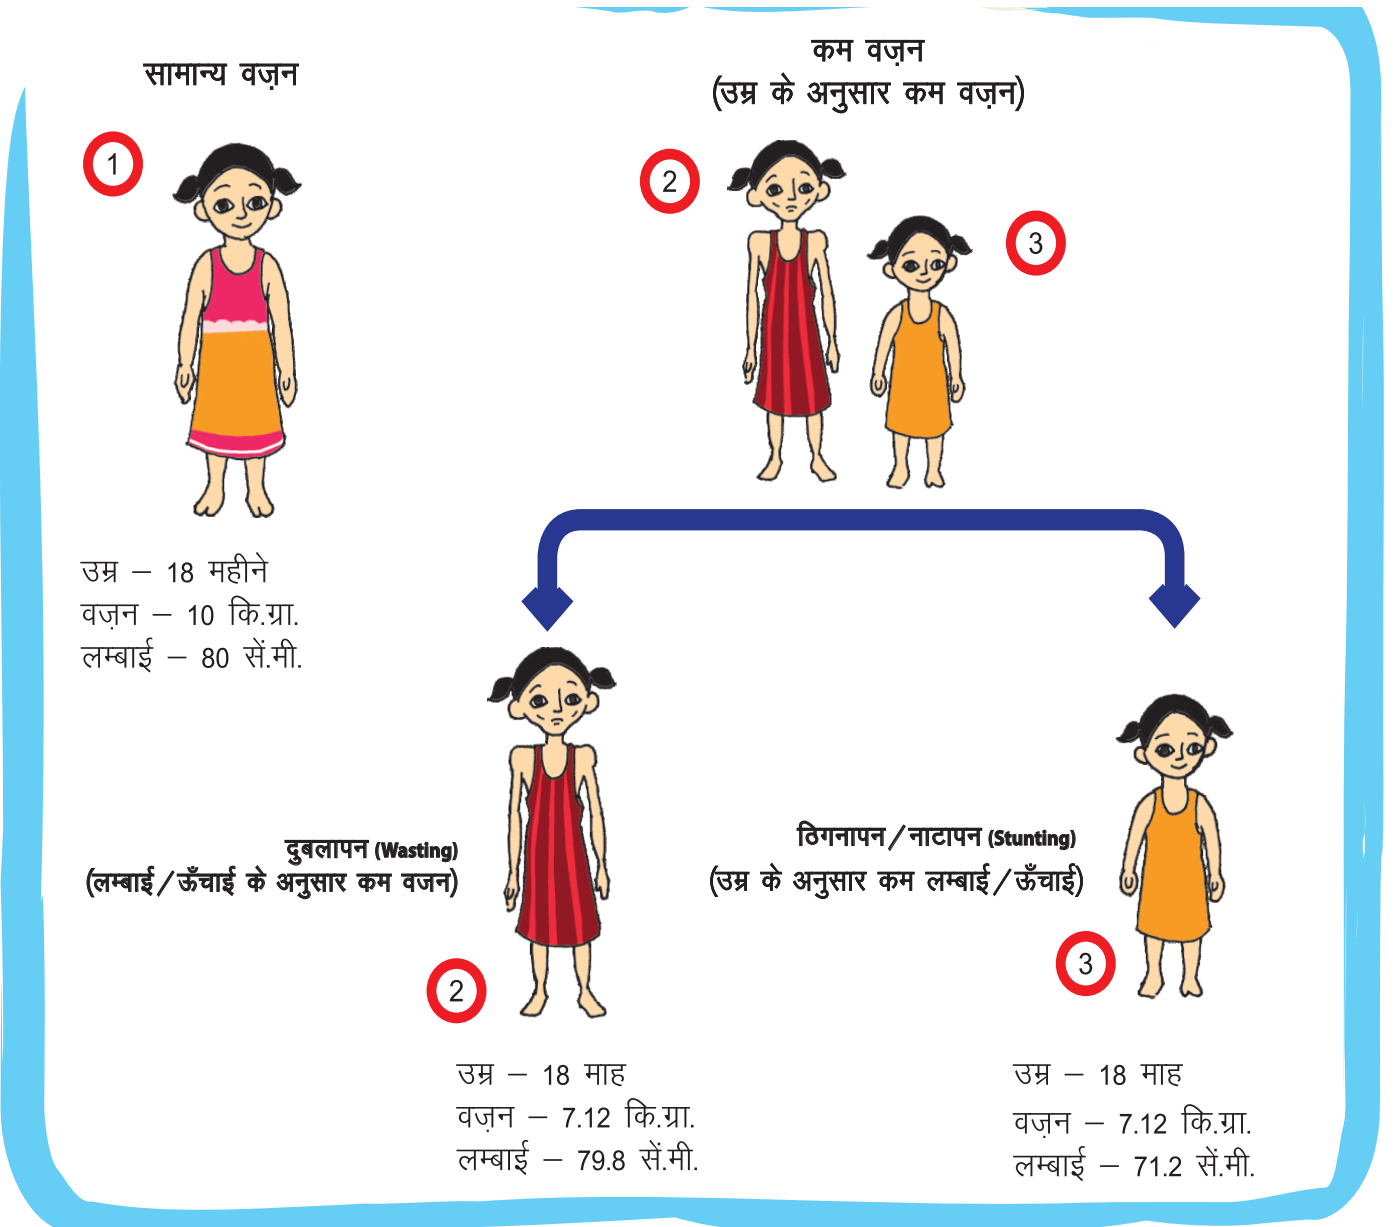 सामान्य वज़न
1
उम्र – 18 महीने
वज़न – 10 कि.ग्रा.
लम्बाई – 80 सें.मी.
कम वज़न
(उम्र के अनुसार कम वज़न)
2
3
दुबलापन (Wasting)
(लम्बाई/ऊँचाई के अनुसार कम वजन)
2
उम्र – 18 माह
वज़न – 7.12 कि.ग्रा.
लम्बाई – 79.8 सें.मी.
ठिगनापन/नाटापन (Stunting)
(उम्र के अनुसार कम लम्बाई/ऊँचाई)
3
उम्र – 18 माह
वज़न – 7.12 कि.ग्रा.
लम्बाई – 71.2 सें.मी.